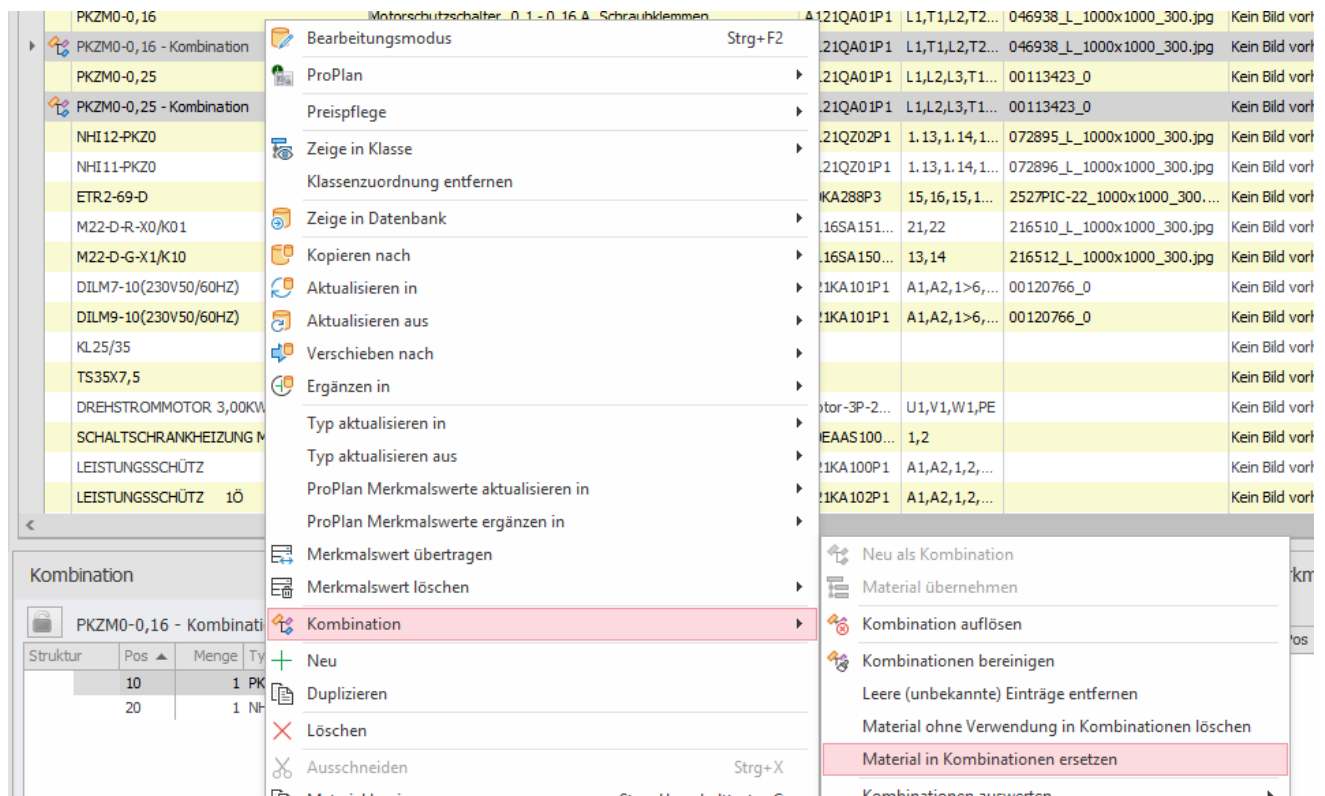 PKZM0-0,16 Motorschutzschalter, 0,1 - 0,16 A, Schraubklemmen A121QA01P1 L1,T1,L2,T2... 046938_L_1000x1000_300.jpg Kein Bild vorh
PKZM0-0,16 - Kombination .21QA01P1 L1,T1,L2,T2... 046938_L_1000x1000_300.jpg Kein Bild vorh
PKZM0-0,25 .21QA01P1 L1,L2,L3,T1... 00113423_0 Kein Bild vorh
PKZM0-0,25 - Kombination .21QA01P1 L1,L2,L3,T1... 00113423_0 Kein Bild vorh
NHI12-PKZ0 .21QZ02P1 1.13,1.14,1... 072895_L_1000x1000_300.jpg Kein Bild vorh
NHI11-PKZ0 .21QZ01P1 1.13,1.14,1... 072896_L_1000x1000_300.jpg Kein Bild vorh
ETR2-69-D KA288P3 15,16,15,1... 2527PIC-22_1000x1000_300.... Kein Bild vorh
M22-D-R-X0/K01 .16SA151... 21,22 216510_L_1000x1000_300.jpg Kein Bild vorh
M22-D-G-X1/K10 .16SA150... 13,14 216512_L_1000x1000_300.jpg Kein Bild vorh
DILM7-10(230V50/60HZ) 21KA101P1 A1,A2,1>6,... 00120766_0 Kein Bild vorh
DILM9-10(230V50/60HZ) 21KA101P1 A1,A2,1>6,... 00120766_0 Kein Bild vorh
KL25/35 Kein Bild vorh
TS35X7,5 Kein Bild vorh
DREHSTROMMOTOR 3,00KW otor-3P-2... U1,V1,W1,PE Kein Bild vorh
SCHALTSCHRANKHEIZUNG M EAAS100... 1,2 Kein Bild vorh
LEISTUNGSSCHÜTZ 21KA100P1 A1,A2,1,2,... Kein Bild vorh
LEISTUNGSSCHÜTZ 1Ö 21KA102P1 A1,A2,1,2,... Kein Bild vorh
Bearbeitungsmodus Strg+F2
ProPlan
Preispflege
Zeige in Klasse
Klassenzuordnung entfernen
Zeige in Datenbank
Kopieren nach
Aktualisieren in
Aktualisieren aus
Verschieben nach
Ergänzen in
Typ aktualisieren in
Typ aktualisieren aus
ProPlan Merkmalswerte aktualisieren in
ProPlan Merkmalswerte ergänzen in
Merkmalswert übertragen
Merkmalswert löschen
Kombination
Neu
Duplizieren
Löschen
Ausschneiden Strg+X
Neu als Kombination
Material übernehmen
Kombination auflösen
Kombinationen bereinigen
Leere (unbekannte) Einträge entfernen
Material ohne Verwendung in Kombinationen löschen
Material in Kombinationen ersetzen
Kombinationen auswerten
Kombination
PKZM0-0,16 - Kombinati
Struktur Pos Menge Ty
10 1 PK
20 1 NH
rkm
Pos